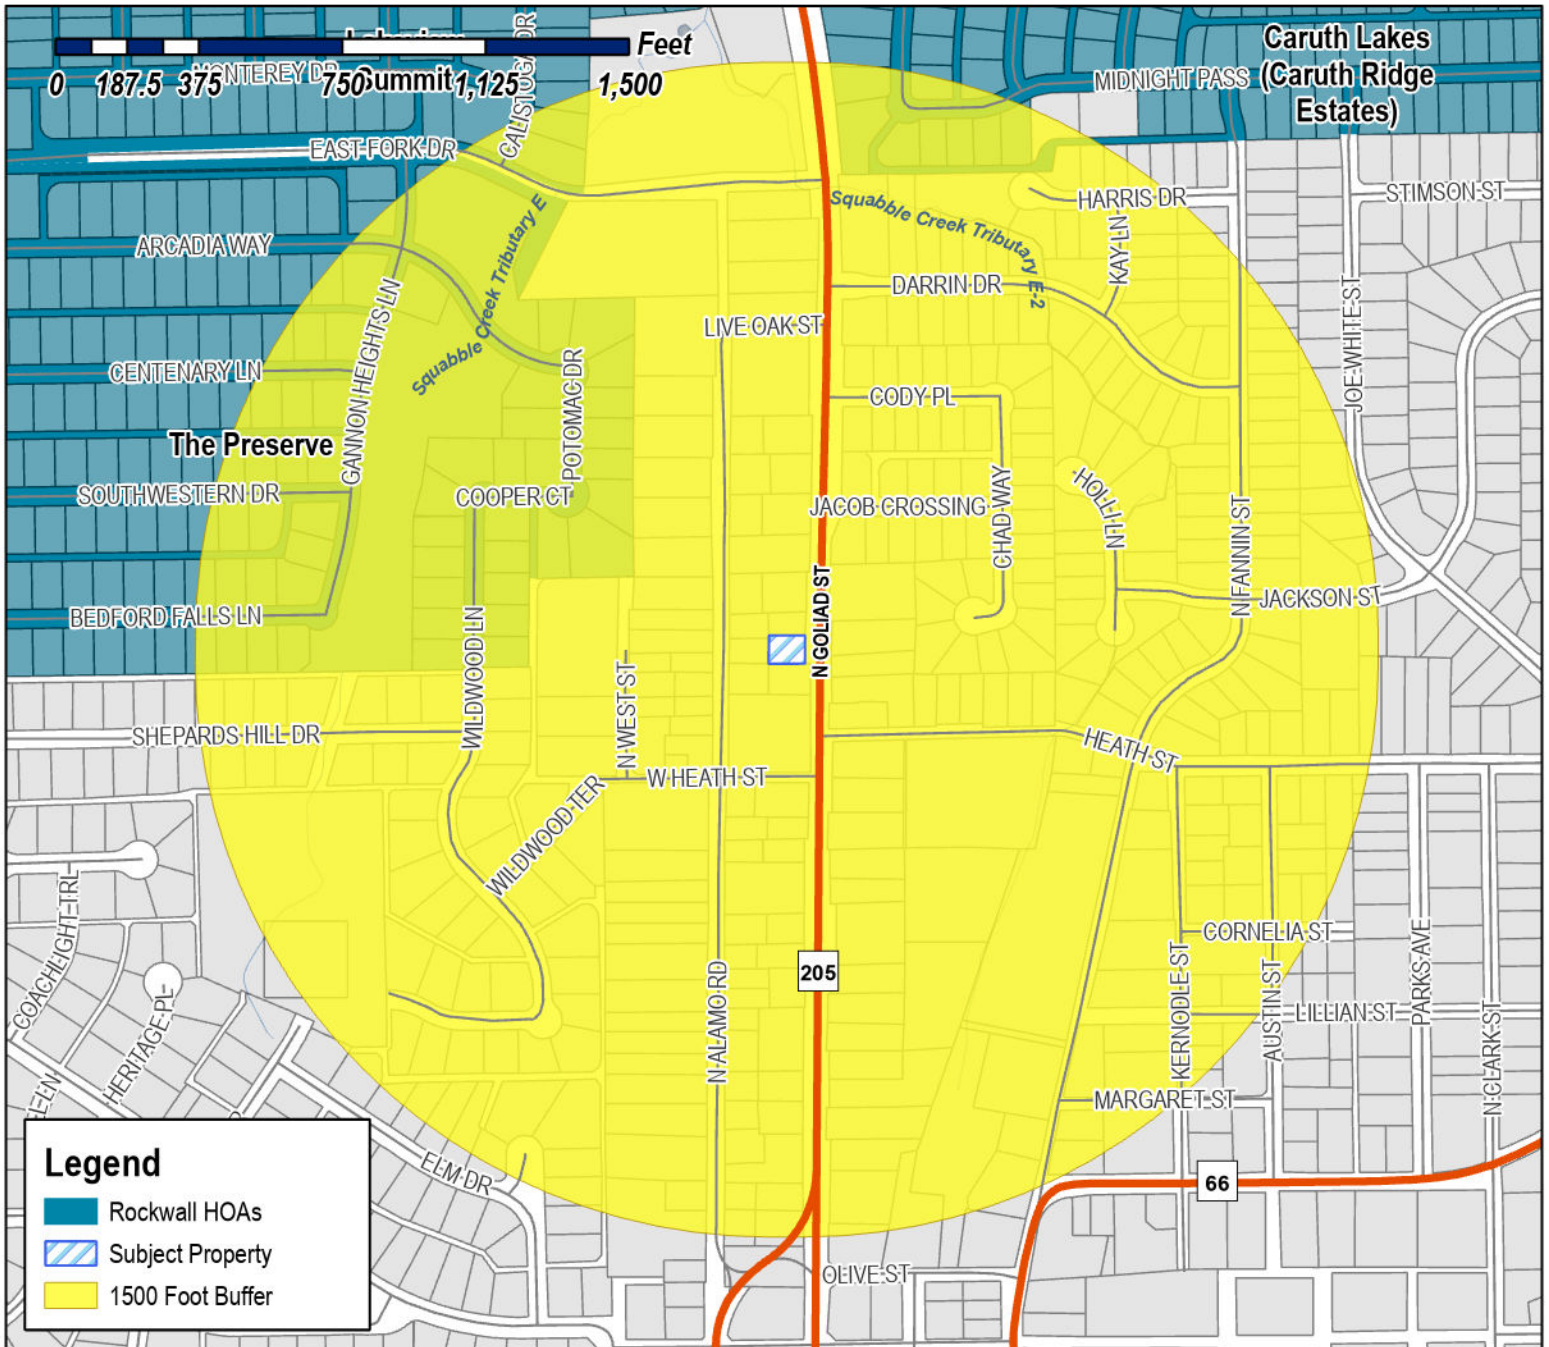 Lakeview
Summit
Feet
0 187.5 375 750 1,125 1,500
MONTEREY DR
CALISTOGA DR
EAST FORK DR
Caruth Lakes
(Caruth Ridge
Estates)
MIDNIGHT PASS
HARRIS DR
STIMSON ST
Squabble Creek Tributary E
Squabble Creek Tributary E-2
KAY LN
ARCADIA WAY
DARRIN DR
JOE WHITE ST
LIVE OAK ST
CENTENARY LN
GANNON HEIGHTS LN
POTOMAC DR
CODY PL
The Preserve
SOUTHWESTERN DR
COOPER CT
JACOB CROSSING
CHAD WAY
HOLLI LN
N FANNIN ST
JACKSON ST
BEDFORD FALLS LN
WILDWOOD LN
N GOLIAD ST
N WEST ST
SHEPARDS HILL DR
HEATH ST
W HEATH ST
WILDWOOD TER
COACHLIGHT TRL
HERITAGE PL
N ALAMO RD
205
CORNELIA ST
KERNODLE ST
AUSTIN ST
LILLIAN ST
PARKS AVE
N CLARK ST
MARGARET ST
ELM DR
66
OLIVE ST
Legend
Rockwall HOAs
Subject Property
1500 Foot Buffer